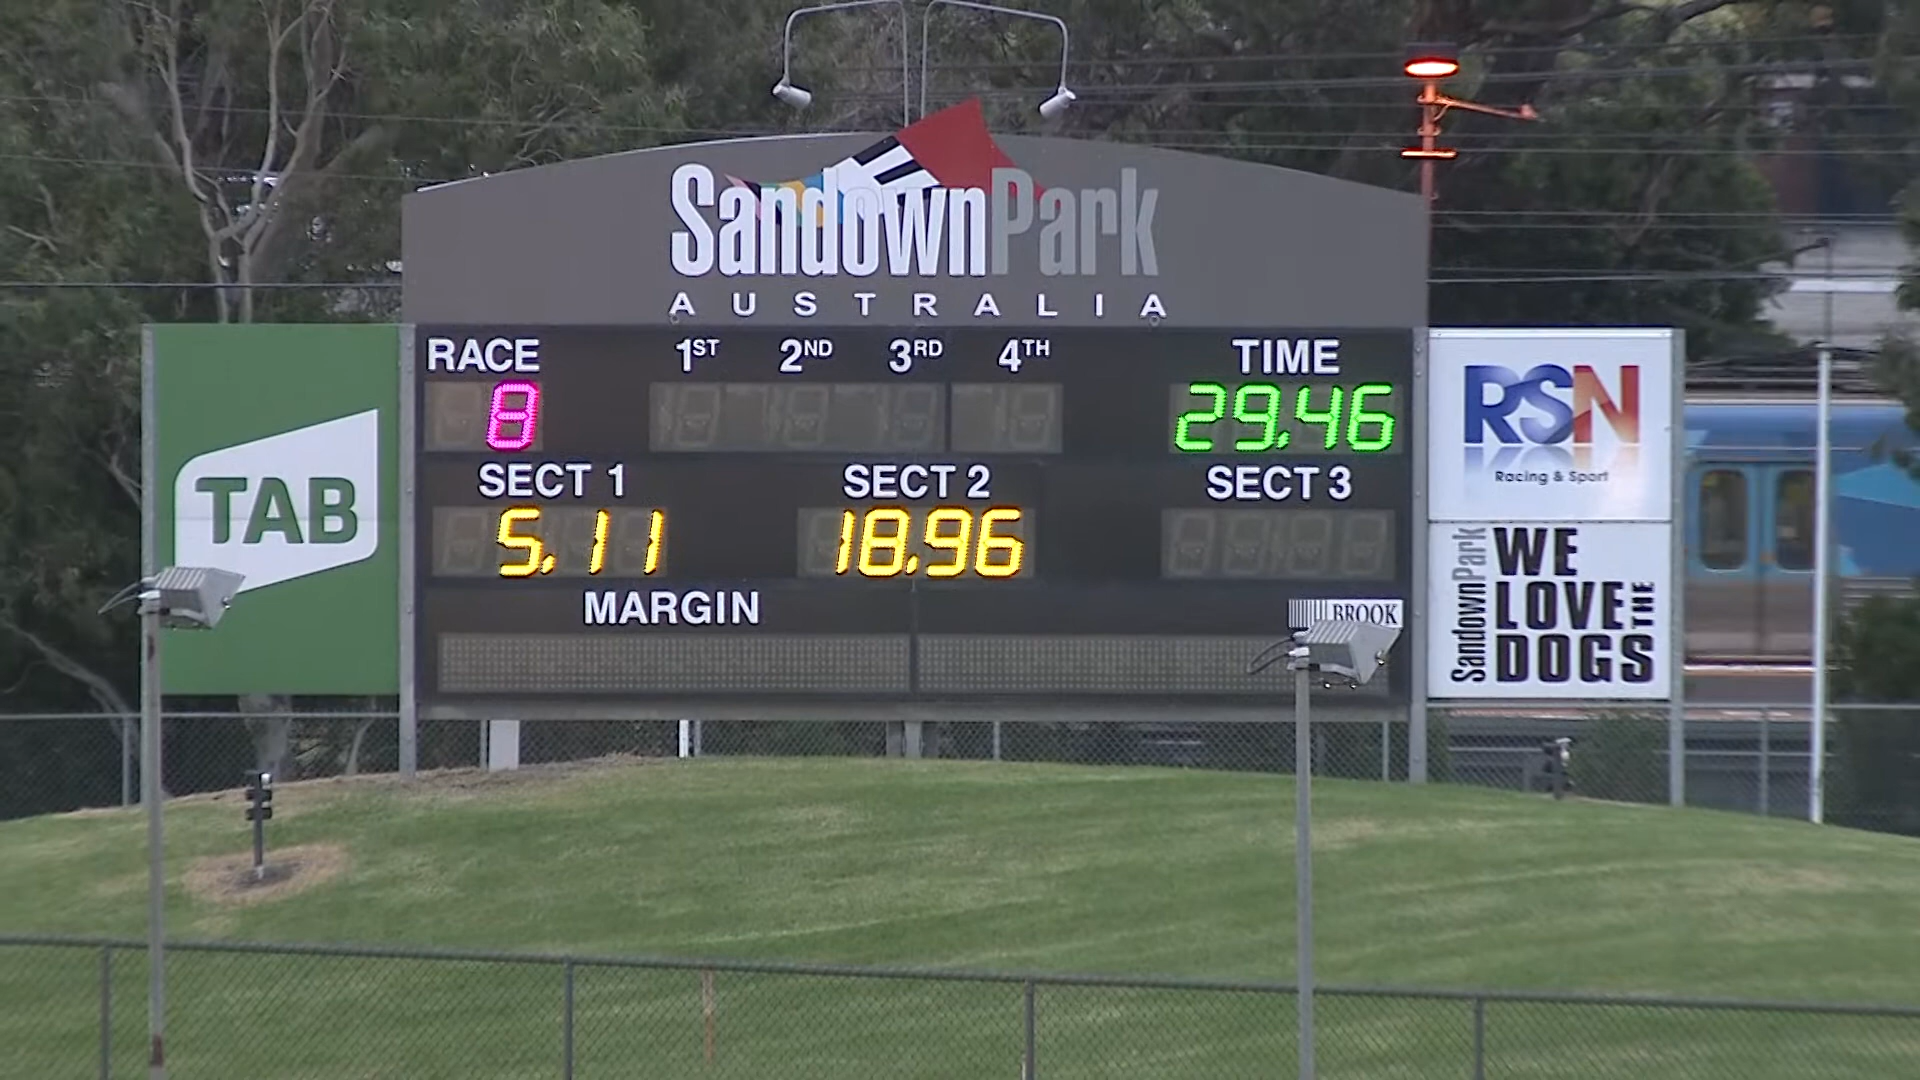 SandownPark
AUSTRALIA
RACE 1ST 2ND 3RD 4TH TIME
8 29.46
SECT 1 SECT 2 SECT 3
5.11 18.96
MARGIN
BROOK
TAB
RSN
Racing & Sport
SandownPark
WE
LOVE THE
DOGS